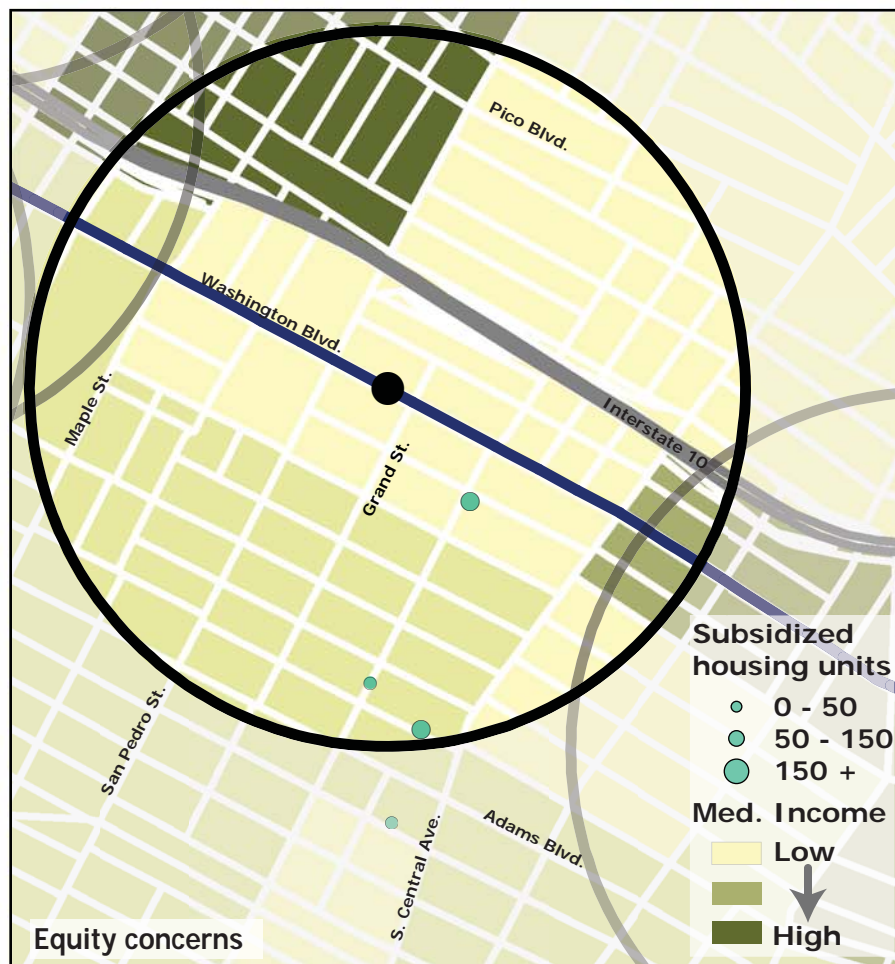 Pico Blvd.
Washington Blvd.
Interstate 10
Maple St.
Grand St.
San Pedro St.
S. Central Ave.
Adams Blvd.
Subsidized
housing units
0 - 50
50 - 150
150 +
Med. Income
Low
High
Equity concerns